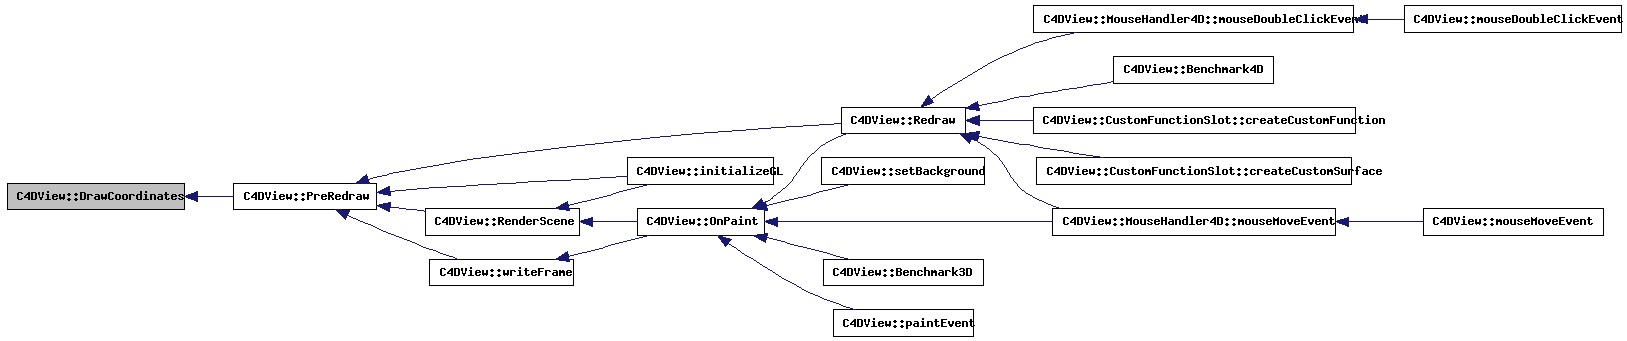 C4DView::MouseHandler4D::mouseDoubleClickEvent
C4DView::mouseDoubleClickEvent
C4DView::Benchmark4D
C4DView::Redraw
C4DView::CustomFunctionSlot::createCustomFunction
C4DView::initializeGL
C4DView::setBackground
C4DView::CustomFunctionSlot::createCustomSurface
C4DView::DrawCoordinates
C4DView::PreRedraw
C4DView::RenderScene
C4DView::OnPaint
C4DView::MouseHandler4D::mouseMoveEvent
C4DView::mouseMoveEvent
C4DView::writeFrame
C4DView::Benchmark3D
C4DView::paintEvent